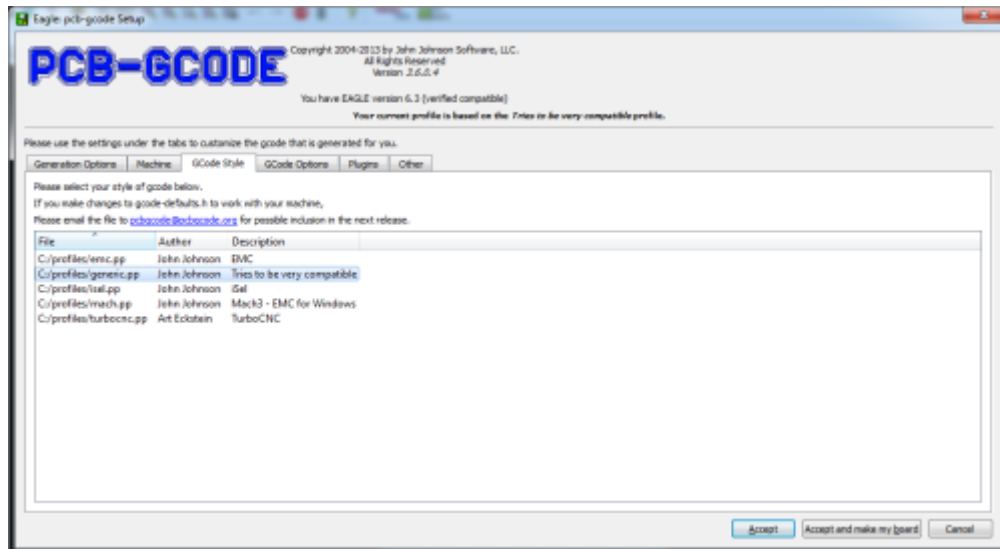 Eagle: pcb-gcode Setup
PCB-GCODE
Copyright 2004-2013 by John Johnson Software, LLC.
All Rights Reserved
Version 3.6.0.4
You have EAGLE version 6.3 (verified compatible)
Your current profile is based on the Tries to be very compatible profile.
Please use the settings under the tabs to customize the gcode that is generated for you.
Generation Options Machine GCode Style GCode Options Plugins Other
Please select your style of gcode below.
If you make changes to gcode-defaults.h to work with your machine,
Please email the file to pcbgcode@pcbgcode.org for possible inclusion in the next release.
File Author Description
C:/profiles/emc.pp John Johnson EMC
C:/profiles/generic.pp John Johnson Tries to be very compatible
C:/profiles/isel.pp John Johnson iSel
C:/profiles/mach.pp John Johnson Mach3 - EMC for Windows
C:/profiles/turbocnc.pp Art Eckstein TurboCNC
Accept Accept and make my board Cancel